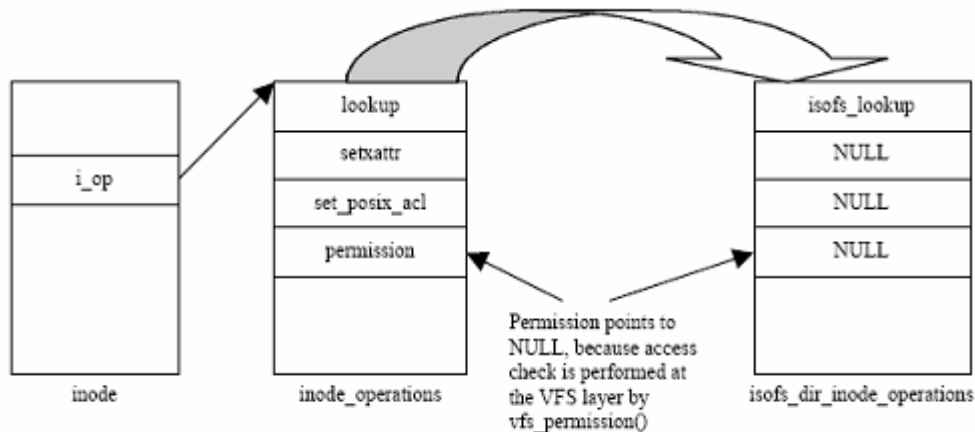 lookup
setxattr
set_posix_acl
permission
i_op
isofs_lookup
NULL
NULL
NULL
Permission points to
NULL, because access
check is performed at
the VFS layer by
vfs_permission()
inode
inode_operations
isofs_dir_inode_operations